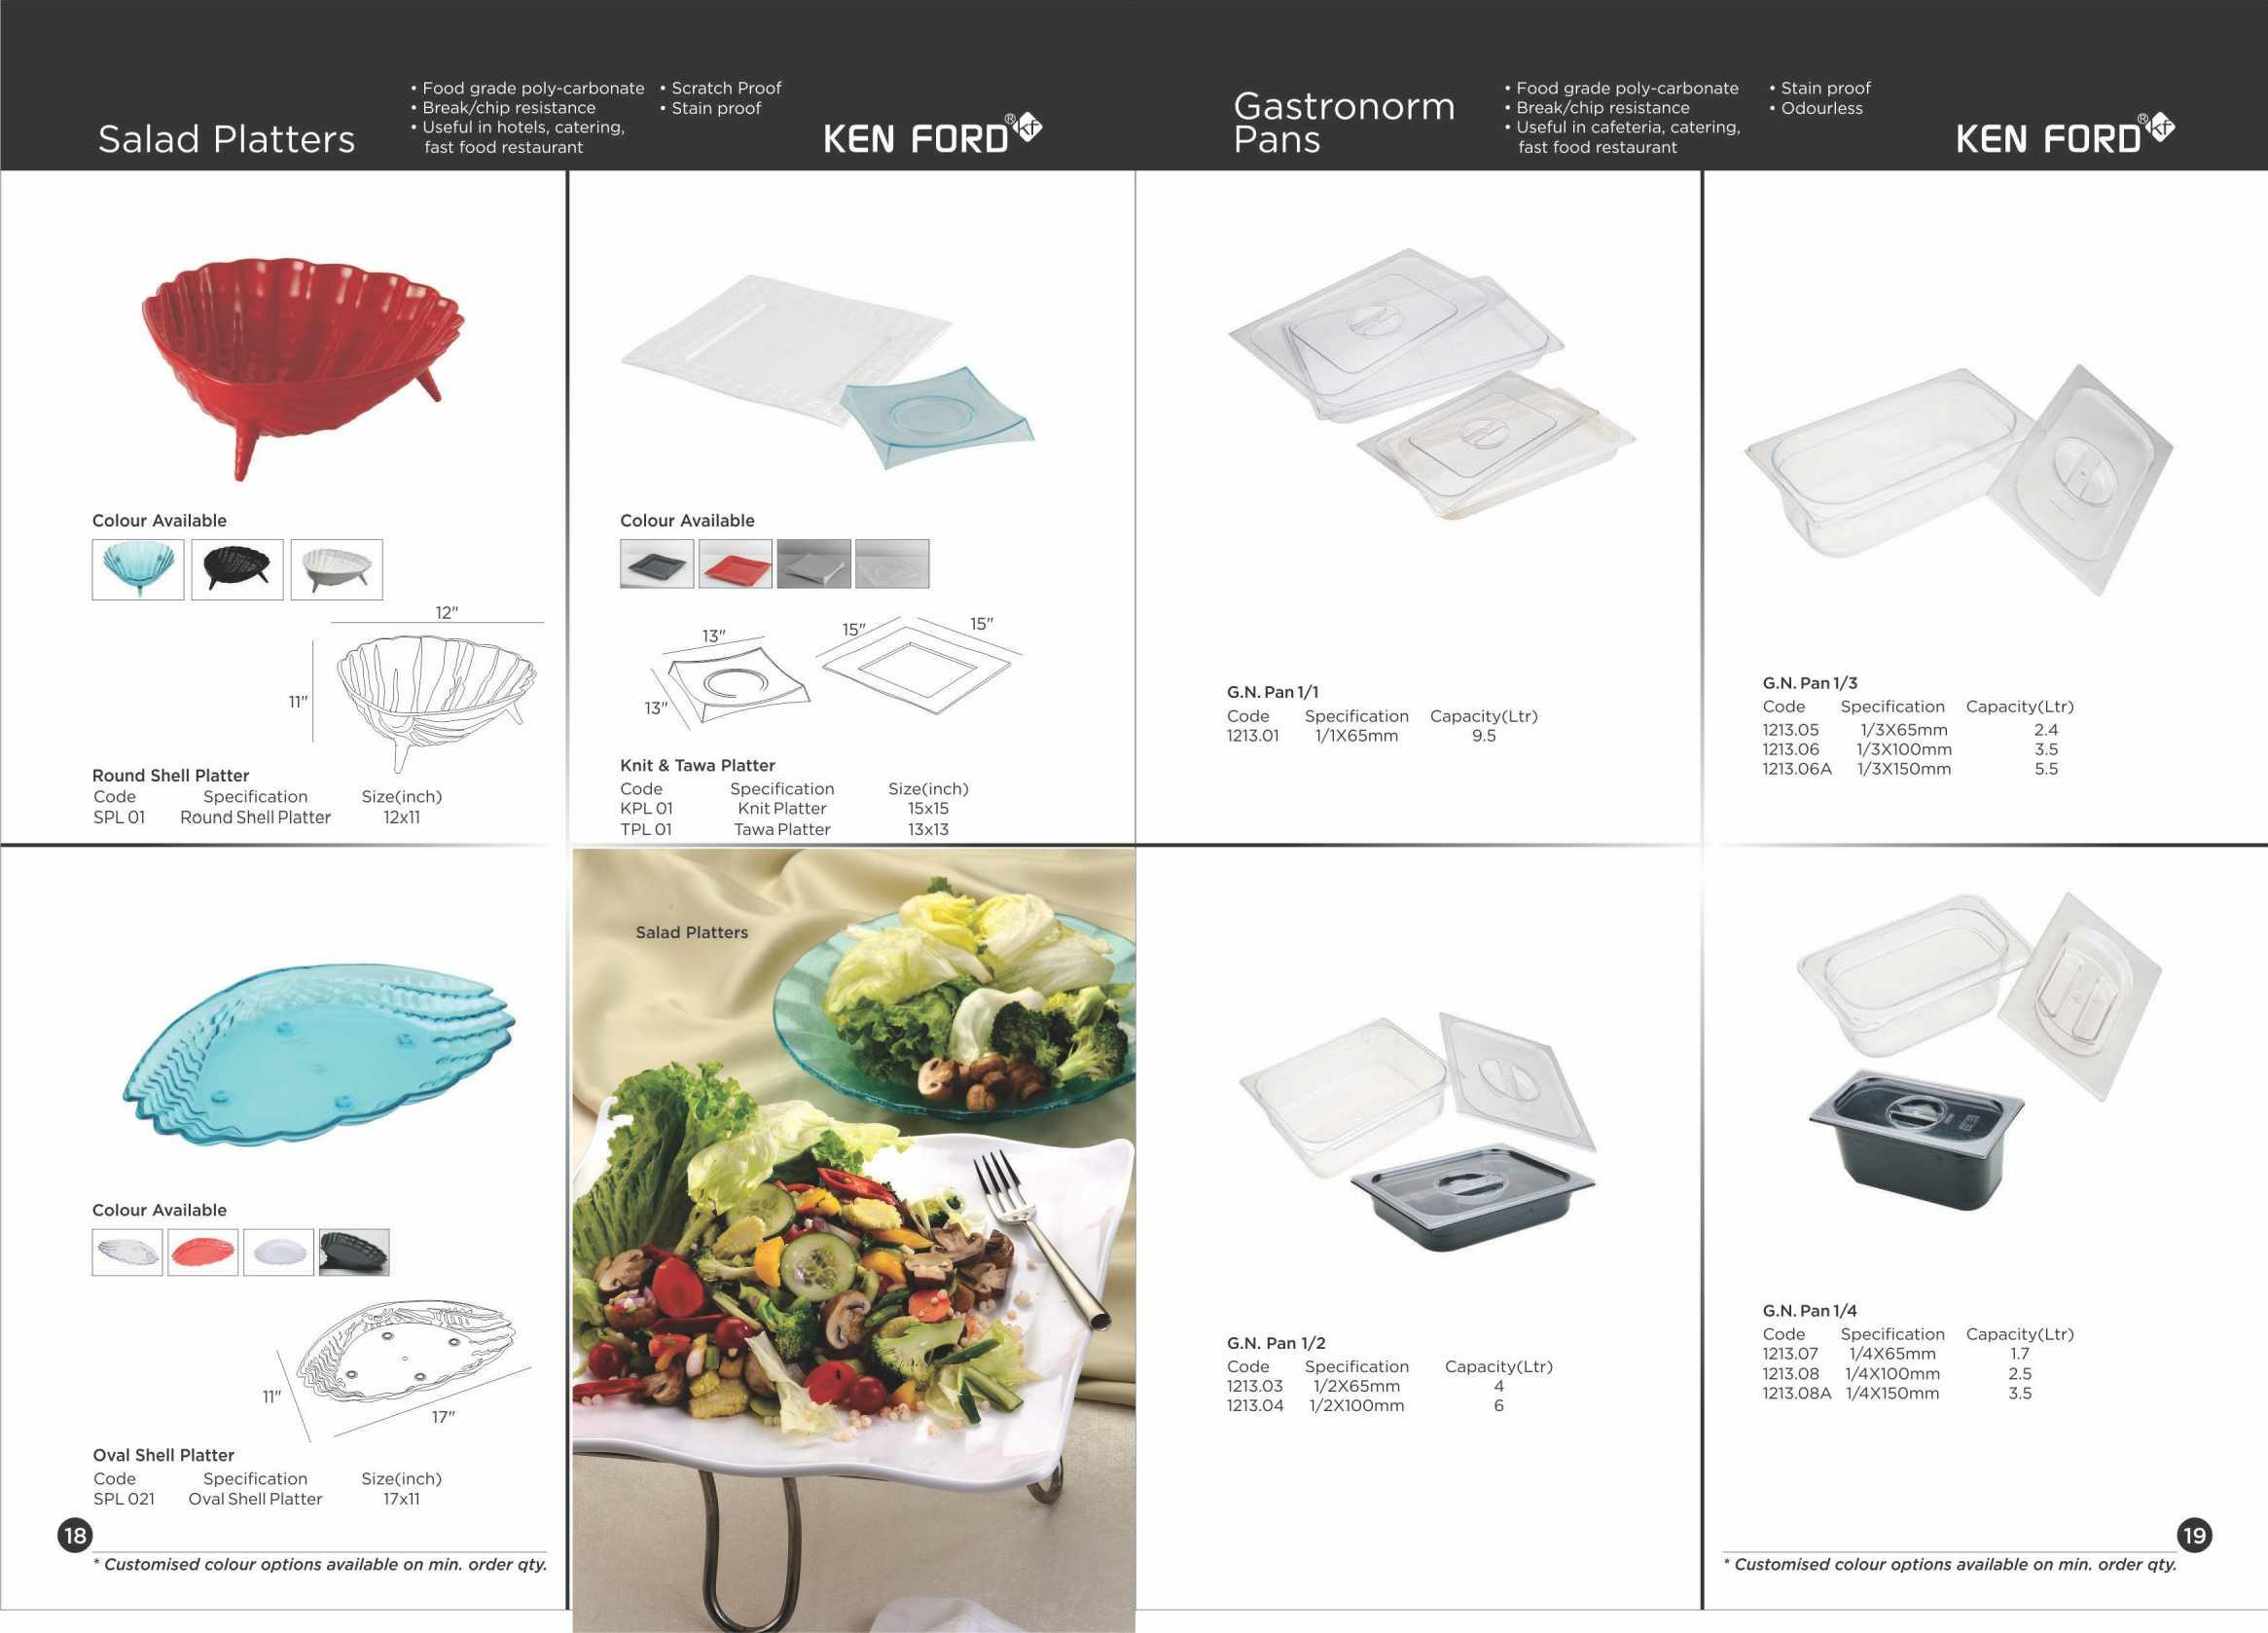 Salad Platters
• Food grade poly-carbonate
• Break/chip resistance
• Useful in hotels, catering,
fast food restaurant
• Scratch Proof
• Stain proof
KEN FORD® kf
Colour Available
12"
11"
Round Shell Platter
Code Specification Size(inch)
SPL 01 Round Shell Platter 12x11
Colour Available
13"
13"
15"
15"
Knit & Tawa Platter
Code Specification Size(inch)
KPL 01 Knit Platter 15x15
TPL 01 Tawa Platter 13x13
Colour Available
11"
17"
Oval Shell Platter
Code Specification Size(inch)
SPL 021 Oval Shell Platter 17x11
18
* Customised colour options available on min. order qty.
Salad Platters
Gastronorm
Pans
• Food grade poly-carbonate
• Break/chip resistance
• Useful in cafeteria, catering,
fast food restaurant
• Stain proof
• Odourless
KEN FORD® kf
G.N. Pan 1/1
Code Specification Capacity(Ltr)
1213.01 1/1X65mm 9.5
G.N. Pan 1/3
Code Specification Capacity(Ltr)
1213.05 1/3X65mm 2.4
1213.06 1/3X100mm 3.5
1213.06A 1/3X150mm 5.5
G.N. Pan 1/2
Code Specification Capacity(Ltr)
1213.03 1/2X65mm 4
1213.04 1/2X100mm 6
G.N. Pan 1/4
Code Specification Capacity(Ltr)
1213.07 1/4X65mm 1.7
1213.08 1/4X100mm 2.5
1213.08A 1/4X150mm 3.5
19
* Customised colour options available on min. order qty.